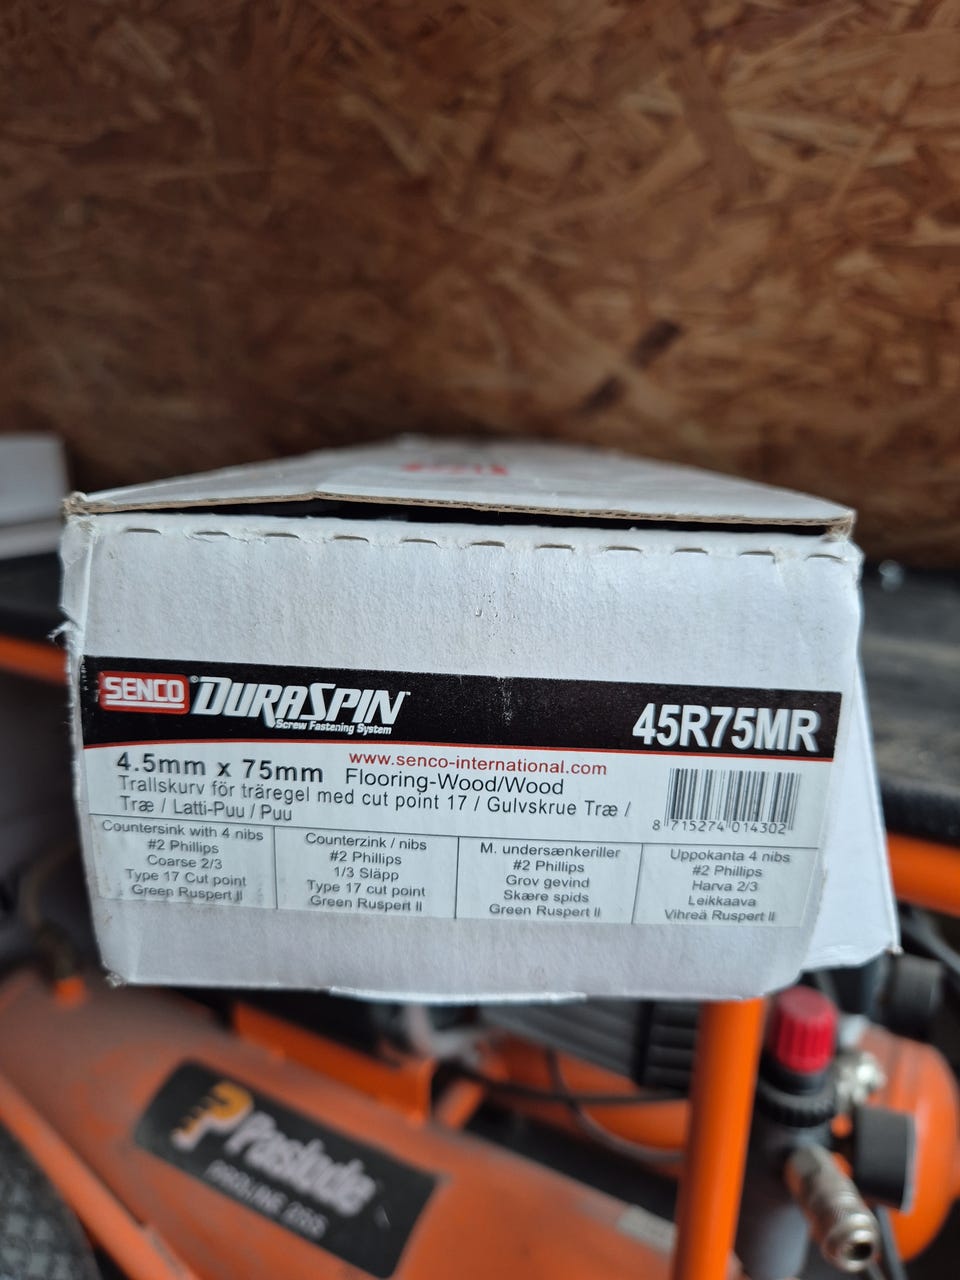 SENCO® DURASPIN™
Screw Fastening System
45R75MR
www.senco-international.com
4.5mm x 75mm Flooring-Wood/Wood
Trallskurv för träregel med cut point 17 / Gulvskrue Træ /
Træ / Latti-Puu / Puu
8 715274 014302
Countersink with 4 nibs
#2 Phillips
Coarse 2/3
Type 17 Cut point
Green Ruspert II
Counterzink / nibs
#2 Phillips
1/3 Släpp
Type 17 cut point
Green Ruspert II
M. undersænkeriller
#2 Phillips
Grov gevind
Skære spids
Green Ruspert II
Uppokanta 4 nibs
#2 Phillips
Harva 2/3
Leikkaava
Vihreä Ruspert II
Paslode